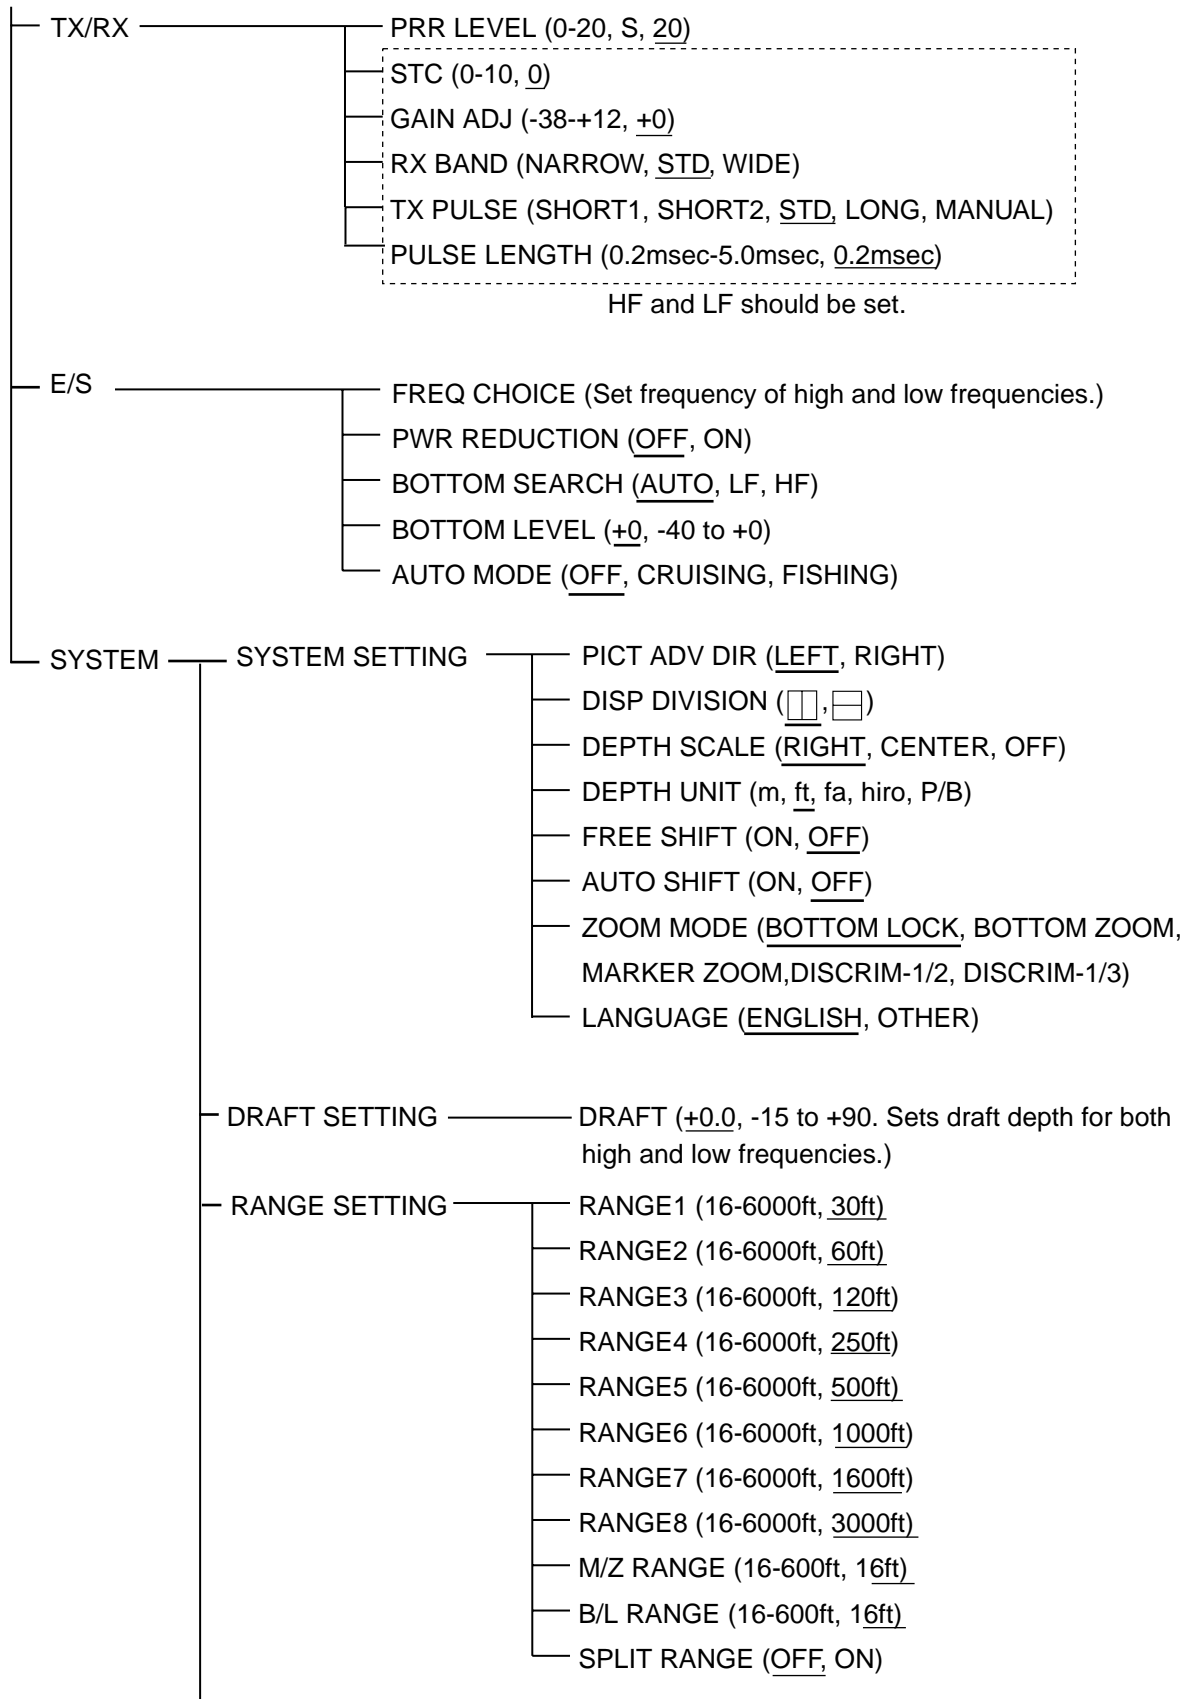 TX/RX
PRR LEVEL (0-20, S, 20)
STC (0-10, 0)
GAIN ADJ (-38-+12, +0)
RX BAND (NARROW, STD, WIDE)
TX PULSE (SHORT1, SHORT2, STD, LONG, MANUAL)
PULSE LENGTH (0.2msec-5.0msec, 0.2msec)
HF and LF should be set.
E/S
FREQ CHOICE (Set frequency of high and low frequencies.)
PWR REDUCTION (OFF, ON)
BOTTOM SEARCH (AUTO, LF, HF)
BOTTOM LEVEL (+0, -40 to +0)
AUTO MODE (OFF, CRUISING, FISHING)
SYSTEM
SYSTEM SETTING
PICT ADV DIR (LEFT, RIGHT)
DISP DIVISION ( , )
DEPTH SCALE (RIGHT, CENTER, OFF)
DEPTH UNIT (m, ft, fa, hiro, P/B)
FREE SHIFT (ON, OFF)
AUTO SHIFT (ON, OFF)
ZOOM MODE (BOTTOM LOCK, BOTTOM ZOOM,
MARKER ZOOM,DISCRIM-1/2, DISCRIM-1/3)
LANGUAGE (ENGLISH, OTHER)
DRAFT SETTING
DRAFT (+0.0, -15 to +90. Sets draft depth for both
high and low frequencies.)
RANGE SETTING
RANGE1 (16-6000ft, 30ft)
RANGE2 (16-6000ft, 60ft)
RANGE3 (16-6000ft, 120ft)
RANGE4 (16-6000ft, 250ft)
RANGE5 (16-6000ft, 500ft)
RANGE6 (16-6000ft, 1000ft)
RANGE7 (16-6000ft, 1600ft)
RANGE8 (16-6000ft, 3000ft)
M/Z RANGE (16-600ft, 16ft)
B/L RANGE (16-600ft, 16ft)
SPLIT RANGE (OFF, ON)